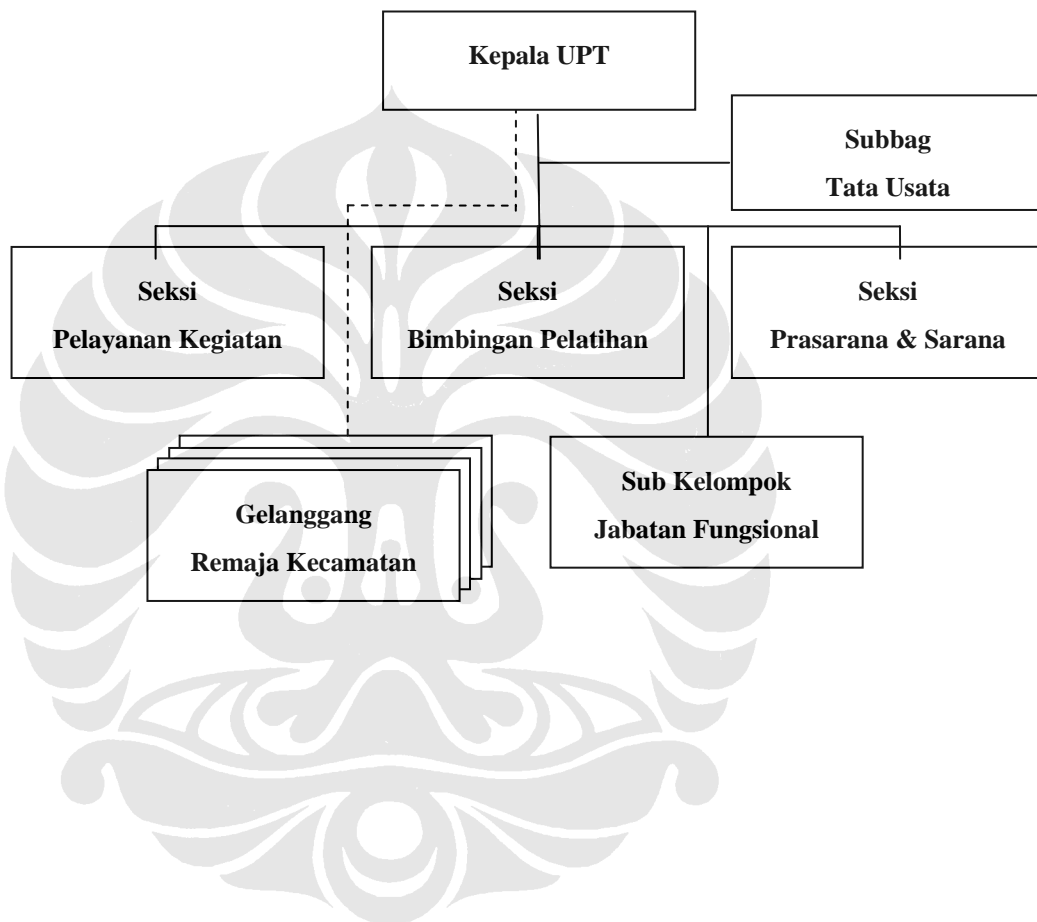 Kepala UPT
Subbag
Tata Usata
Seksi
Pelayanan Kegiatan
Seksi
Bimbingan Pelatihan
Seksi
Prasarana & Sarana
Gelanggang
Remaja Kecamatan
Sub Kelompok
Jabatan Fungsional